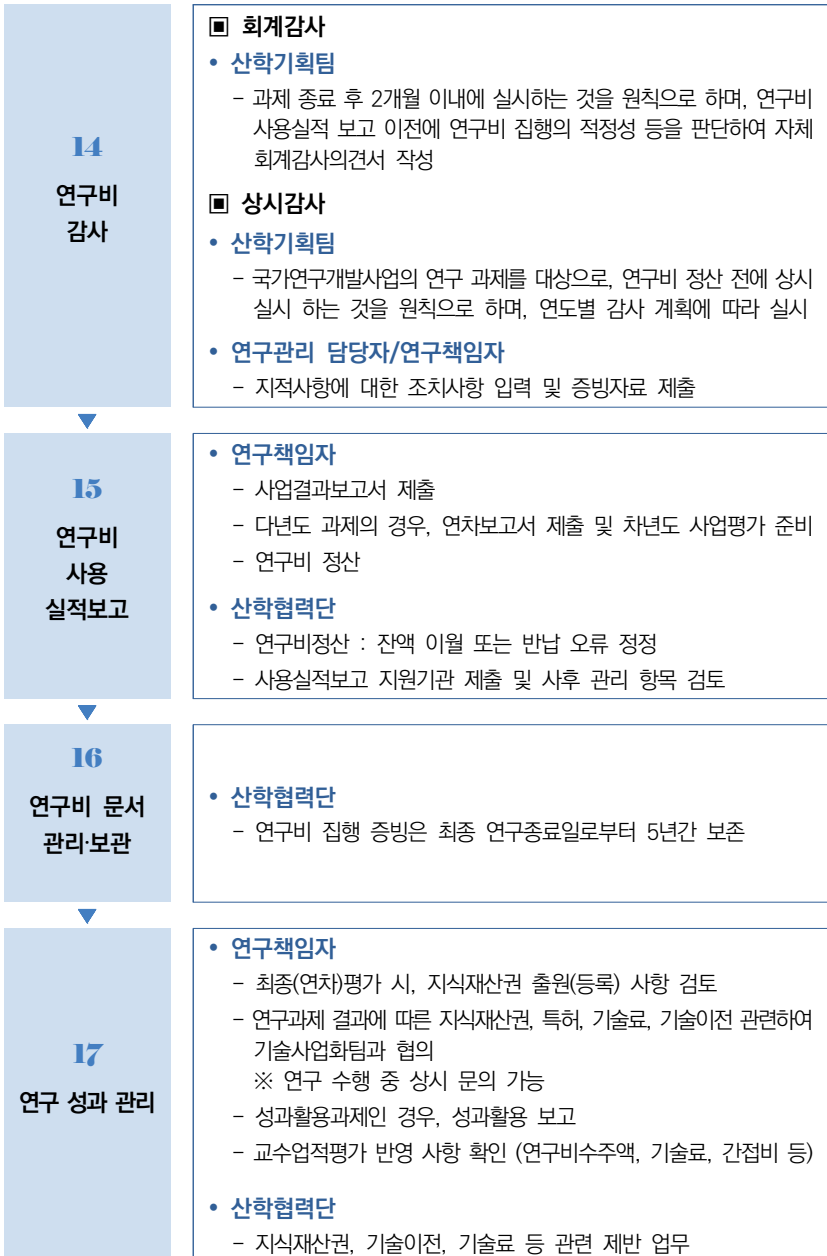 14
연구비
감사
▣ 회계감사
• 산학기획팀
- 과제 종료 후 2개월 이내에 실시하는 것을 원칙으로 하며, 연구비
사용실적 보고 이전에 연구비 집행의 적정성 등을 판단하여 자체
회계감사의견서 작성
▣ 상시감사
• 산학기획팀
- 국가연구개발사업의 연구 과제를 대상으로, 연구비 정산 전에 상시
실시 하는 것을 원칙으로 하며, 연도별 감사 계획에 따라 실시
• 연구관리 담당자/연구책임자
- 지적사항에 대한 조치사항 입력 및 증빙자료 제출
15
연구비
사용
실적보고
• 연구책임자
- 사업결과보고서 제출
- 다년도 과제의 경우, 연차보고서 제출 및 차년도 사업평가 준비
- 연구비 정산
• 산학협력단
- 연구비정산 : 잔액 이월 또는 반납 오류 정정
- 사용실적보고 지원기관 제출 및 사후 관리 항목 검토
16
연구비 문서
관리·보관
• 산학협력단
- 연구비 집행 증빙은 최종 연구종료일로부터 5년간 보존
17
연구 성과 관리
• 연구책임자
- 최종(연차)평가 시, 지식재산권 출원(등록) 사항 검토
- 연구과제 결과에 따른 지식재산권, 특허, 기술료, 기술이전 관련하여
기술사업화팀과 협의
※ 연구 수행 중 상시 문의 가능
- 성과활용과제인 경우, 성과활용 보고
- 교수업적평가 반영 사항 확인 (연구비수주액, 기술료, 간접비 등)
• 산학협력단
- 지식재산권, 기술이전, 기술료 등 관련 제반 업무